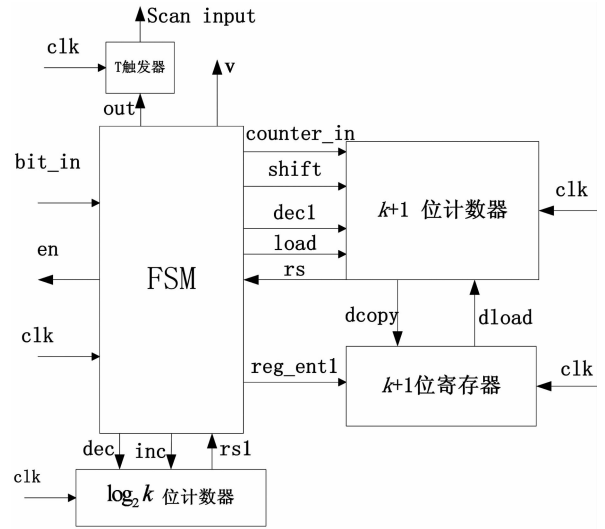 Scan input
clk
T触发器
v
out
counter_in
bit_in
shift
clk
k+1 位计数器
dec1
en
load
FSM
rs
dcopy
dload
clk
reg_ent1
k+1位寄存器
clk
dec
inc
rs1
clk
log₂k 位计数器